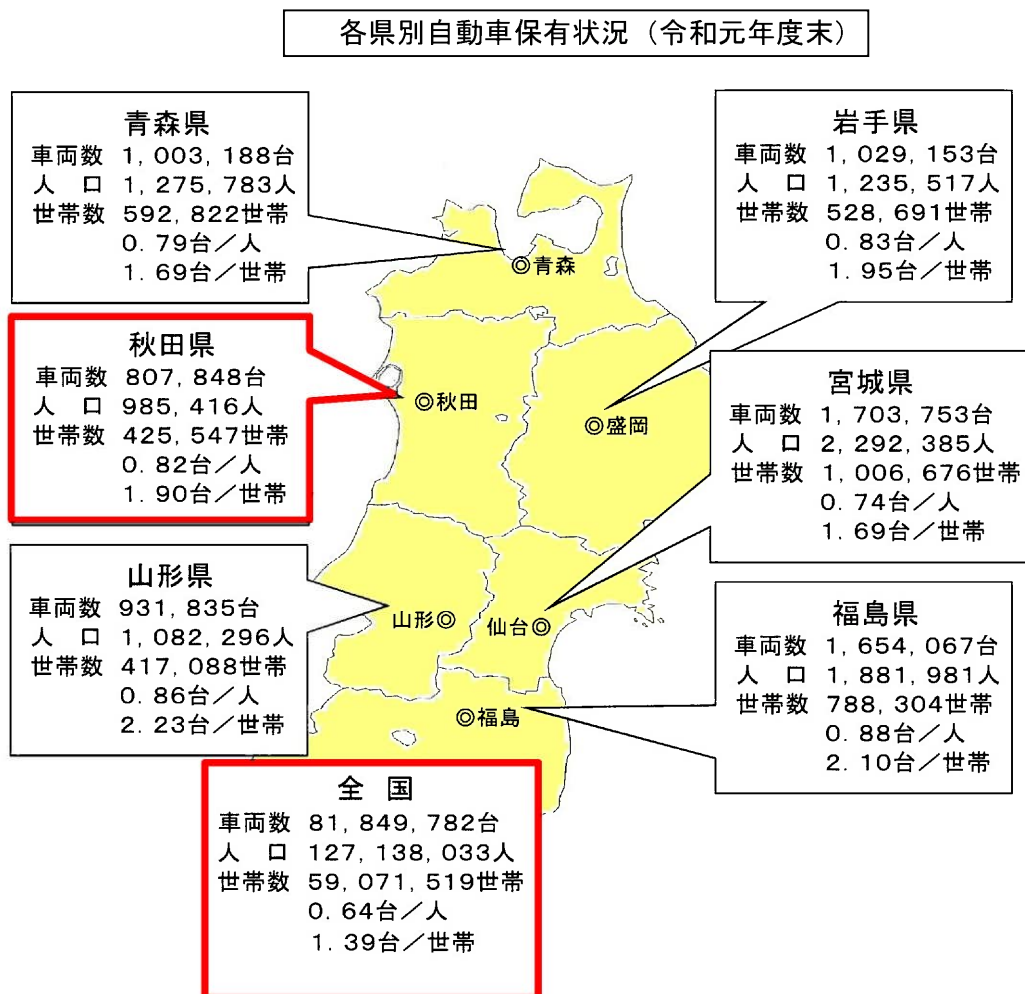 各県別自動車保有状況（令和元年度末）
青森県
車両数 1,003,188台
人 口 1,275,783人
世帯数 592,822世帯
0.79台／人
1.69台／世帯
岩手県
車両数 1,029,153台
人 口 1,235,517人
世帯数 528,691世帯
0.83台／人
1.95台／世帯
◎青森
秋田県
車両数 807,848台
人 口 985,416人
世帯数 425,547世帯
0.82台／人
1.90台／世帯
◎秋田
◎盛岡
宮城県
車両数 1,703,753台
人 口 2,292,385人
世帯数 1,006,676世帯
0.74台／人
1.69台／世帯
山形県
車両数 931,835台
人 口 1,082,296人
世帯数 417,088世帯
0.86台／人
2.23台／世帯
山形◎
仙台◎
福島県
車両数 1,654,067台
人 口 1,881,981人
世帯数 788,304世帯
0.88台／人
2.10台／世帯
◎福島
全 国
車両数 81,849,782台
人 口 127,138,033人
世帯数 59,071,519世帯
0.64台／人
1.39台／世帯